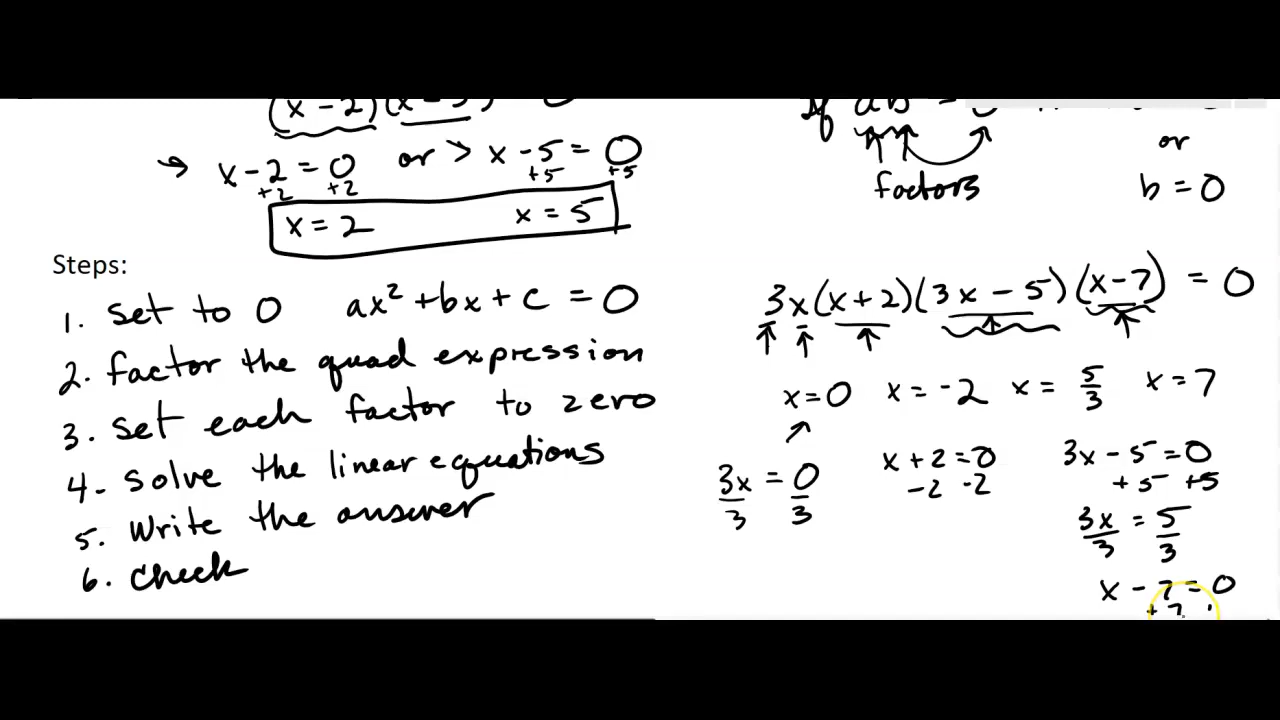 (x - 2)(x - 5)
x - 2 = 0 or > x - 5 = 0
+2 +2 +5 +5
x = 2 x = 5
Steps:
1. set to 0 ax² + bx + c = 0
2. factor the quad expression
3. set each factor to zero
4 - solve the linear equations
5. Write the answer
6. check
If ab = 0
or
factors b = 0
3x(x+2)(3x - 5)(x - 7) = 0
x = 0 x = -2 x = 5/3 x = 7
3x/3 = 0/3
x + 2 = 0
-2 -2
3x - 5 = 0
+5 +5
3x/3 = 5/3
x - 7 = 0
+7